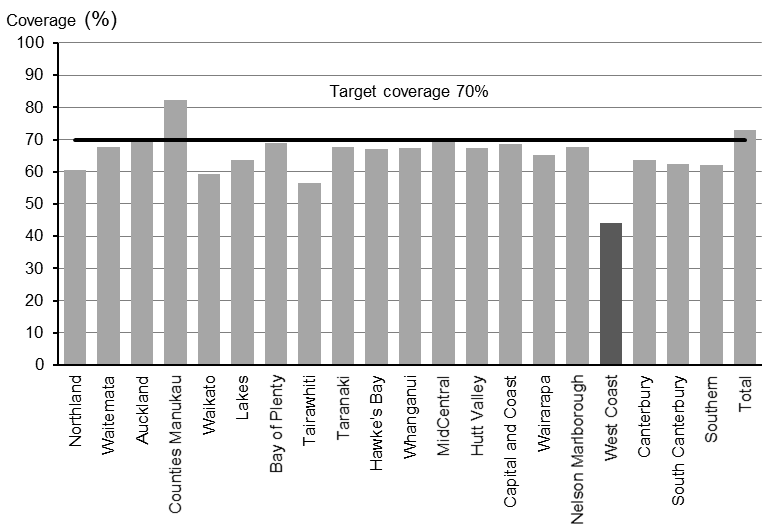 Coverage (%)
100
90
80
70
60
50
40
30
20
10
0
Target coverage 70%
Northland
Waitemata
Auckland
Counties Manukau
Waikato
Lakes
Bay of Plenty
Tairawhiti
Taranaki
Hawke's Bay
Whanganui
MidCentral
Hutt Valley
Capital and Coast
Wairarapa
Nelson Marlborough
West Coast
Canterbury
South Canterbury
Southern
Total